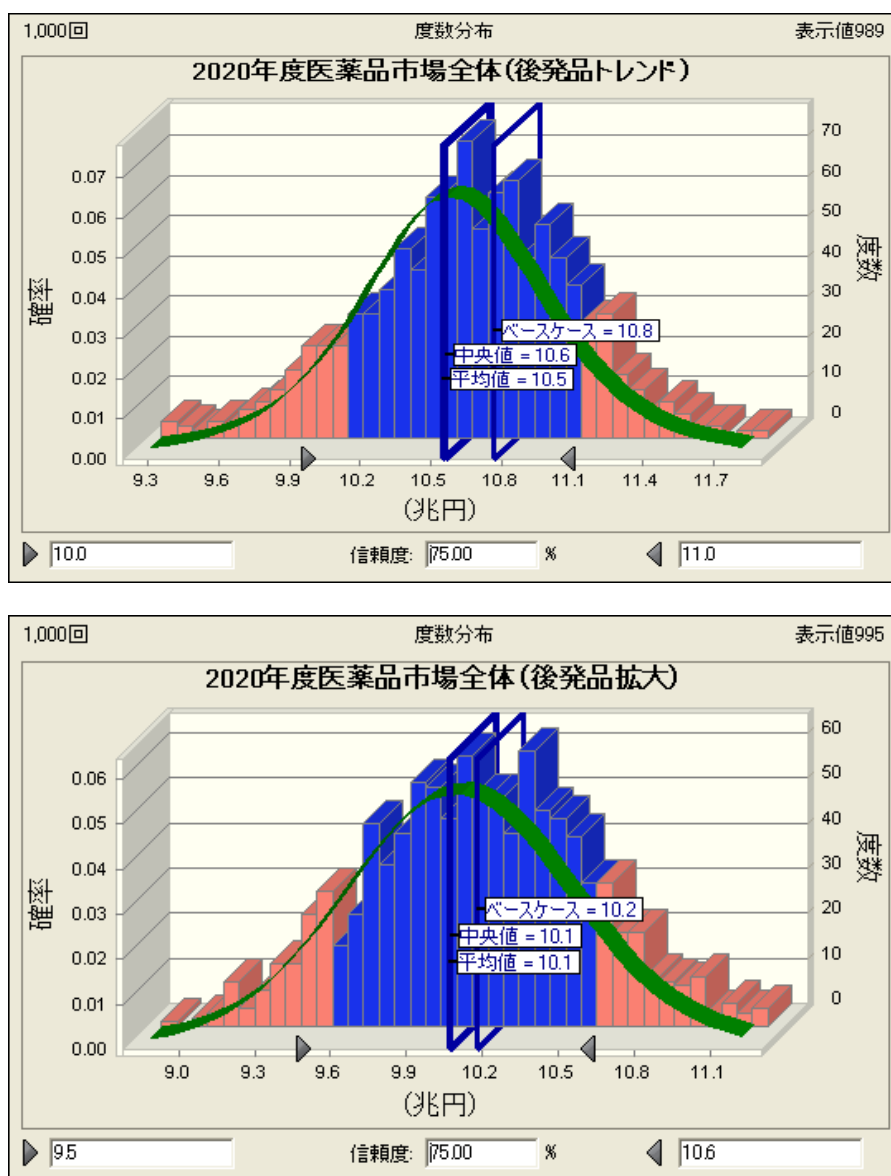 1,000回 度数分布 表示値989
2020年度医薬品市場全体(後発品トレンド)
70
0.07 60
0.06 50
0.05 40
0.04 30
0.03 20
0.02 10
0.01 0
0.00
確率
度数
ベースケース = 10.8
中央値 = 10.6
平均値 = 10.5
9.3 9.6 9.9 10.2 10.5 10.8 11.1 11.4 11.7
(兆円)
10.0 信頼度: 75.00 % 11.0
1,000回 度数分布 表示値995
2020年度医薬品市場全体(後発品拡大)
60
0.06 50
0.05 40
0.04 30
0.03 20
0.02 10
0.01 0
0.00
確率
度数
ベースケース = 10.2
中央値 = 10.1
平均値 = 10.1
9.0 9.3 9.6 9.9 10.2 10.5 10.8 11.1
(兆円)
9.5 信頼度: 75.00 % 10.6